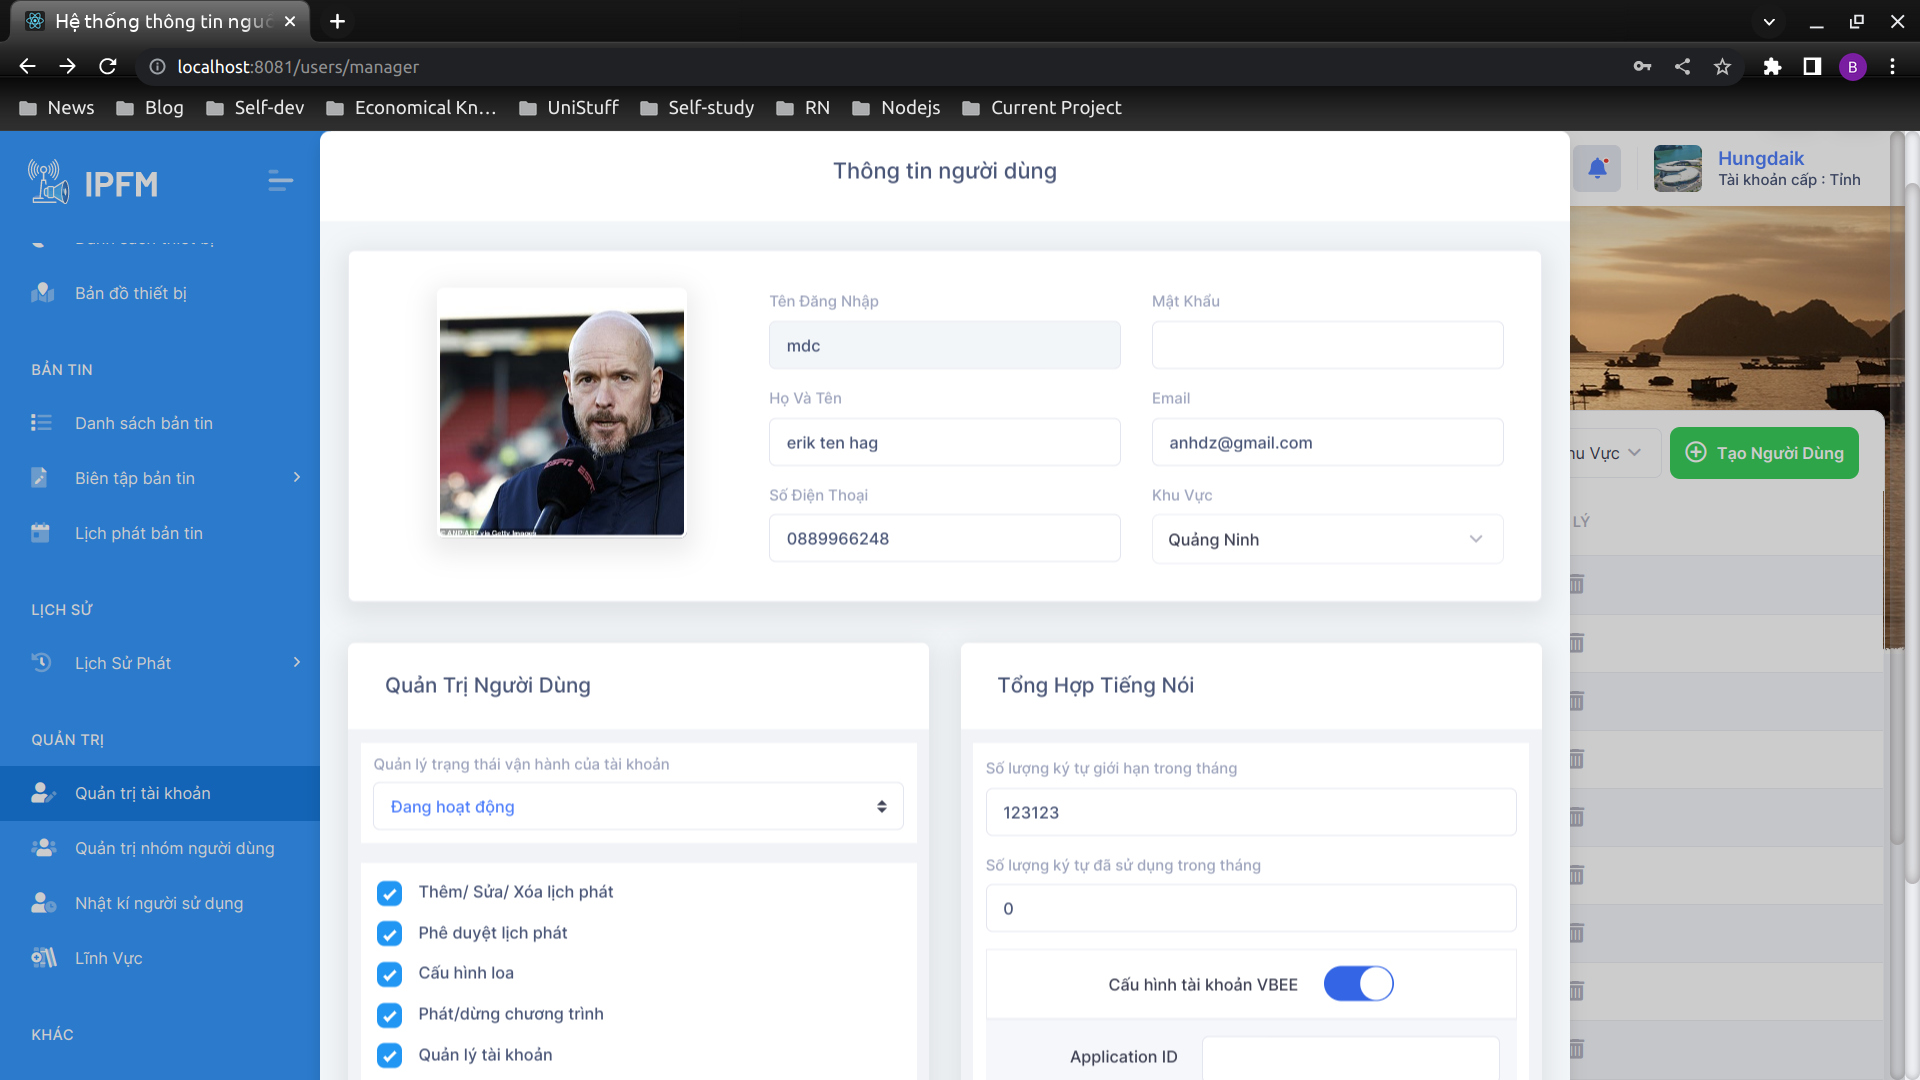 Hệ thống thông tin nguờ
localhost:8081/users/manager
News
Blog
Self-dev
Economical Kn...
UniStuff
Self-study
RN
Nodejs
Current Project
IPFM
Bản đồ thiết bị
BẢN TIN
Danh sách bản tin
Biên tập bản tin
Lịch phát bản tin
LỊCH SỬ
Lịch Sử Phát
QUẢN TRỊ
Quản trị tài khoản
Quản trị nhóm người dùng
Nhật kí người sử dụng
Lĩnh Vực
KHÁC
Thông tin người dùng
Hungdaik
Tài khoản cấp : Tỉnh
Tên Đăng Nhập
mdc
Mật Khẩu
Họ Và Tên
erik ten hag
Email
anhdz@gmail.com
Số Điện Thoại
0889966248
Khu Vực
Quảng Ninh
hu Vực
Tạo Người Dùng
LÝ
ESPN
Quản Trị Người Dùng
Quản lý trạng thái vận hành của tài khoản
Đang hoạt động
Thêm/ Sửa/ Xóa lịch phát
Phê duyệt lịch phát
Cấu hình loa
Phát/dừng chương trình
Quản lý tài khoản
Tổng Hợp Tiếng Nói
Số lượng ký tự giới hạn trong tháng
123123
Số lượng ký tự đã sử dụng trong tháng
0
Cấu hình tài khoản VBEE
Application ID
B